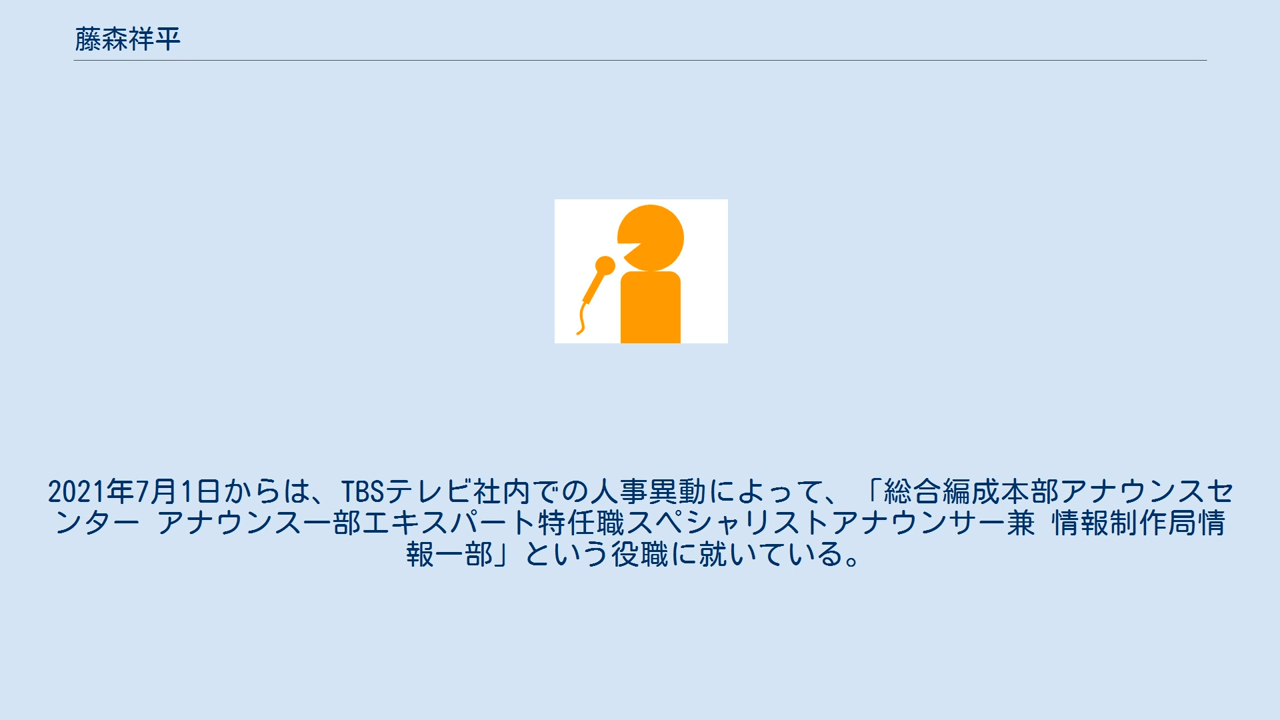 藤森祥平
2021年7月1日からは、TBSテレビ社内での人事異動によって、「総合編成本部アナウンスセ
ンター アナウンス一部エキスパート特任職スペシャリストアナウンサー兼 情報制作局情
報一部」という役職に就いている。